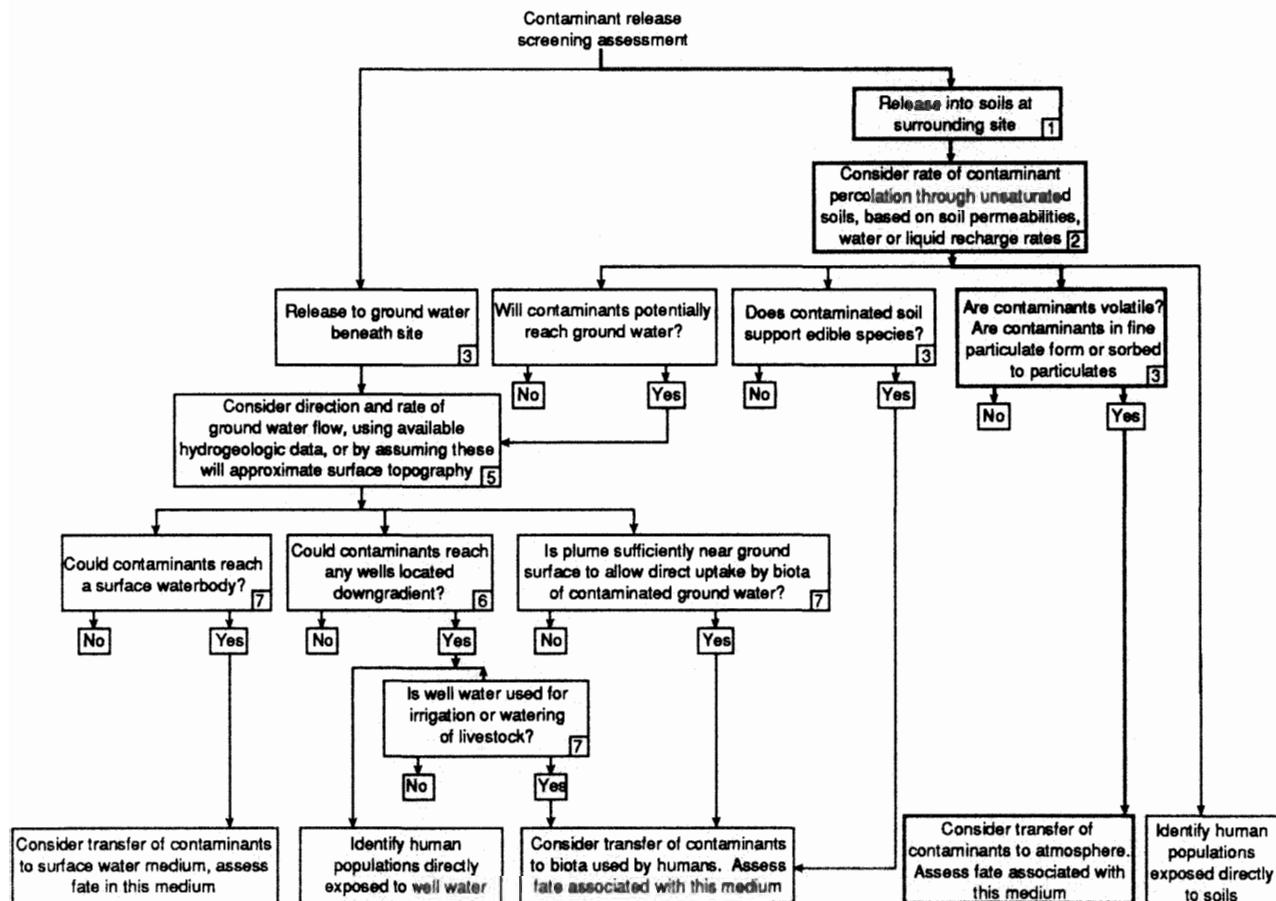 Contaminant release
screening assessment
Release into soils at
surrounding site
1
Consider rate of contaminant
percolation through unsaturated
soils, based on soil permeabilities,
water or liquid recharge rates
2
Release to ground water
beneath site
3
Will contaminants potentially
reach ground water?
No
Yes
Does contaminated soil
support edible species?
3
No
Yes
Are contaminants volatile?
Are contaminants in fine
particulate form or sorbed
to particulates
3
No
Yes
Consider direction and rate of
ground water flow, using available
hydrogeologic data, or by assuming these
will approximate surface topography
5
Could contaminants reach
a surface waterbody?
7
No
Yes
Could contaminants reach
any wells located
downgradient?
6
No
Yes
Is plume sufficiently near ground
surface to allow direct uptake by biota
of contaminated ground water?
7
No
Yes
Is well water used for
irrigation or watering
of livestock?
7
No
Yes
Consider transfer of contaminants
to surface water medium, assess
fate in this medium
Identify human
populations directly
exposed to well water
Consider transfer of contaminants
to biota used by humans. Assess
fate associated with this medium
Consider transfer of
contaminants to atmosphere.
Assess fate associated with
this medium
Identify human
populations
exposed directly
to soils